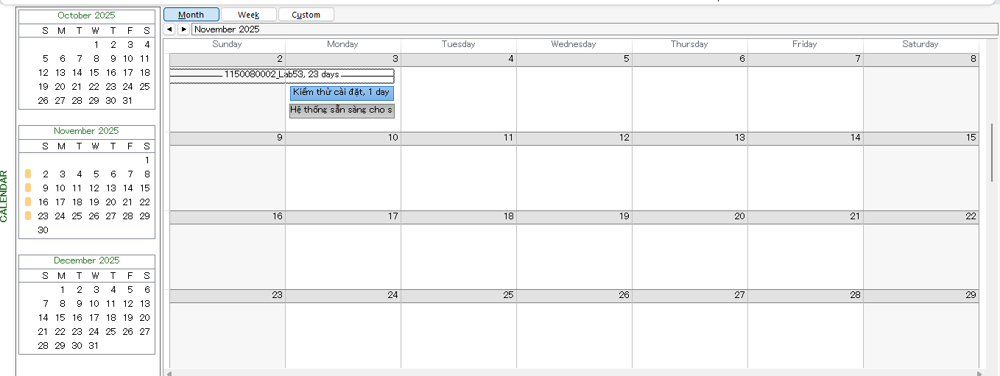 CALENDAR
October 2025
S M T W T F S
1 2 3 4
5 6 7 8 9 10 11
12 13 14 15 16 17 18
19 20 21 22 23 24 25
26 27 28 29 30 31
November 2025
S M T W T F S
1
2 3 4 5 6 7 8
9 10 11 12 13 14 15
16 17 18 19 20 21 22
23 24 25 26 27 28 29
30
December 2025
S M T W T F S
1 2 3 4 5 6
7 8 9 10 11 12 13
14 15 16 17 18 19 20
21 22 23 24 25 26 27
28 29 30 31
Month Week Custom
November 2025
Sunday Monday Tuesday Wednesday Thursday Friday Saturday
2 3 4 5 6 7 8
1150080002_Lab53, 23 days
Kiểm thử cài đặt, 1 day
Hệ thống sẵn sàng cho s
9 10 11 12 13 14 15
16 17 18 19 20 21 22
23 24 25 26 27 28 29